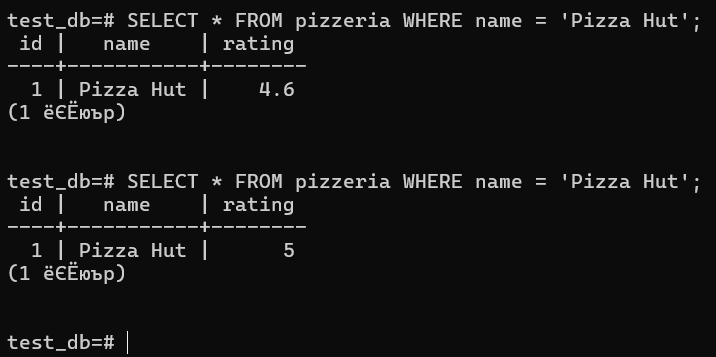 test_db=# SELECT * FROM pizzeria WHERE name = 'Pizza Hut';
 id |   name    | rating
----+-----------+--------
  1 | Pizza Hut |    4.6
(1 ёЄЁюър)
test_db=# SELECT * FROM pizzeria WHERE name = 'Pizza Hut';
 id |   name    | rating
----+-----------+--------
  1 | Pizza Hut |      5
(1 ёЄЁюър)
test_db=#